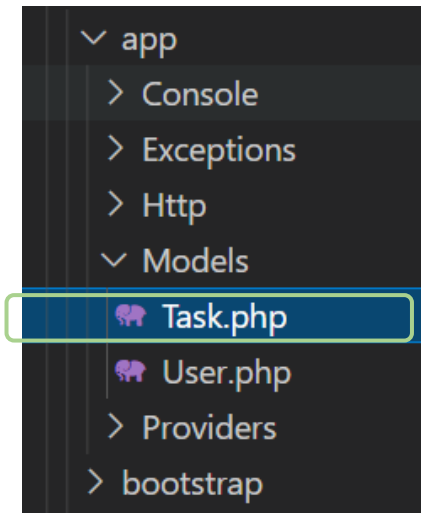 app
Console
Exceptions
Http
Models
Task.php
User.php
Providers
bootstrap